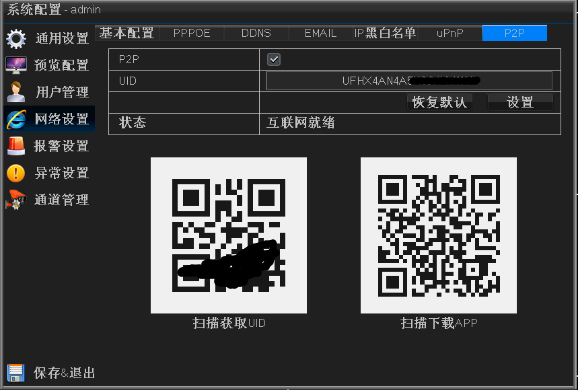 系统配置 - admin
通用设置
预览配置
用户管理
网络设置
报警设置
异常设置
通道管理
保存&退出
基本配置 PPPOE DDNS EMAIL IP黑白名单 uPnP P2P
P2P
UID UFHX4AN4A
恢复默认 设置
状态 互联网就绪
扫描获取UID 扫描下载APP